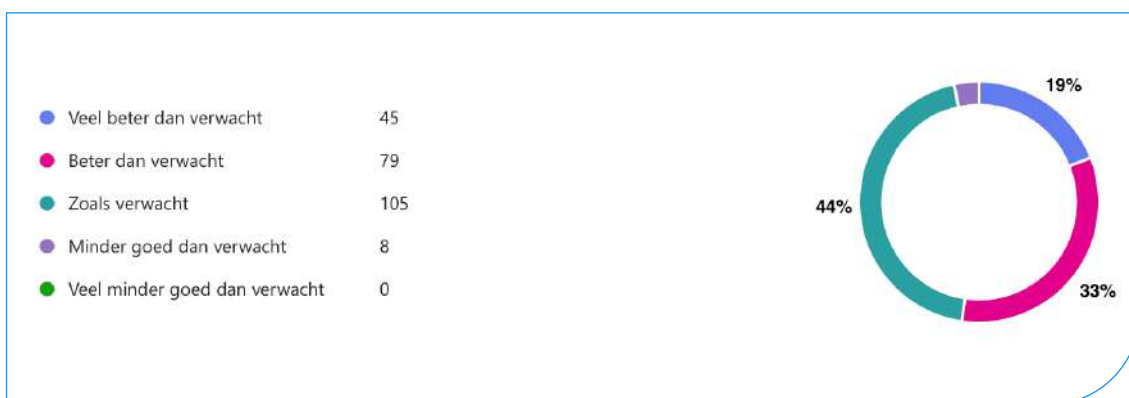 Veel beter dan verwacht 45
Beter dan verwacht 79
Zoals verwacht 105
Minder goed dan verwacht 8
Veel minder goed dan verwacht 0
19%
44%
33%